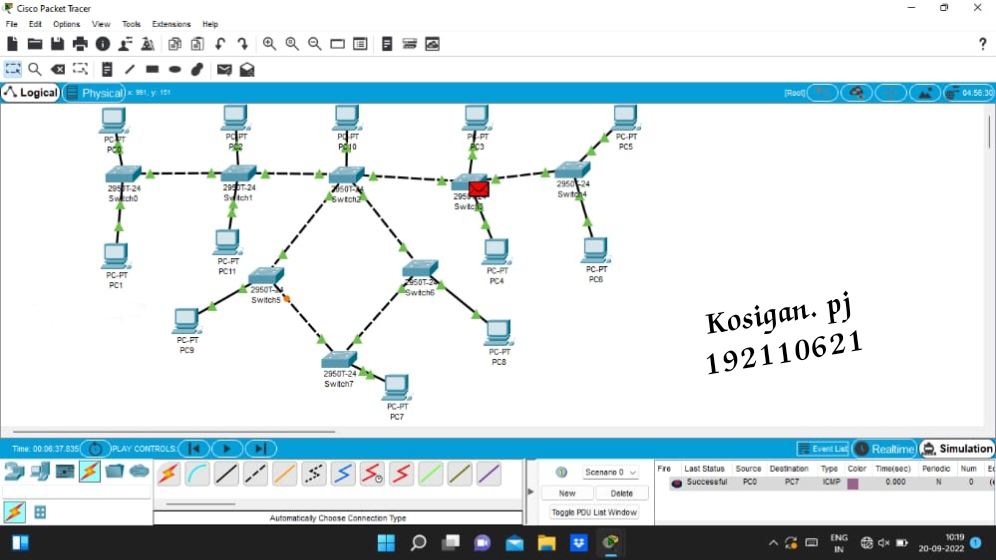 Cisco Packet Tracer
File Edit Options View Tools Extensions Help
?
Logical Physical x: 991, y: 151 [Root] 04:56:30
PC-PT PC-PT PC-PT PC-PT PC-PT
PC2 PC10 PC3 PC5
2950T-24 2950T-24 2950T-24 2950T-24
Switch0 Switch1 Switch2 Switch4
PC-PT PC-PT PC-PT PC-PT
PC1 PC11 PC4 PC6
2950T-24 2950T-24
Switch5 Switch6
PC-PT PC-PT
PC9 PC8
2950T-24
Switch7
PC-PT
PC7
Kosigan. pj
192110621
Time: 00:06:37.835 PLAY CONTROLS: Event List Realtime Simulation
Scenario 0
New Delete
Toggle PDU List Window
Fire Last Status Source Destination Type Color Time(sec) Periodic Num
Successful PC0 PC7 ICMP 0.000 N 0
Automatically Choose Connection Type
ENG
IN
10:19
20-09-2022
1